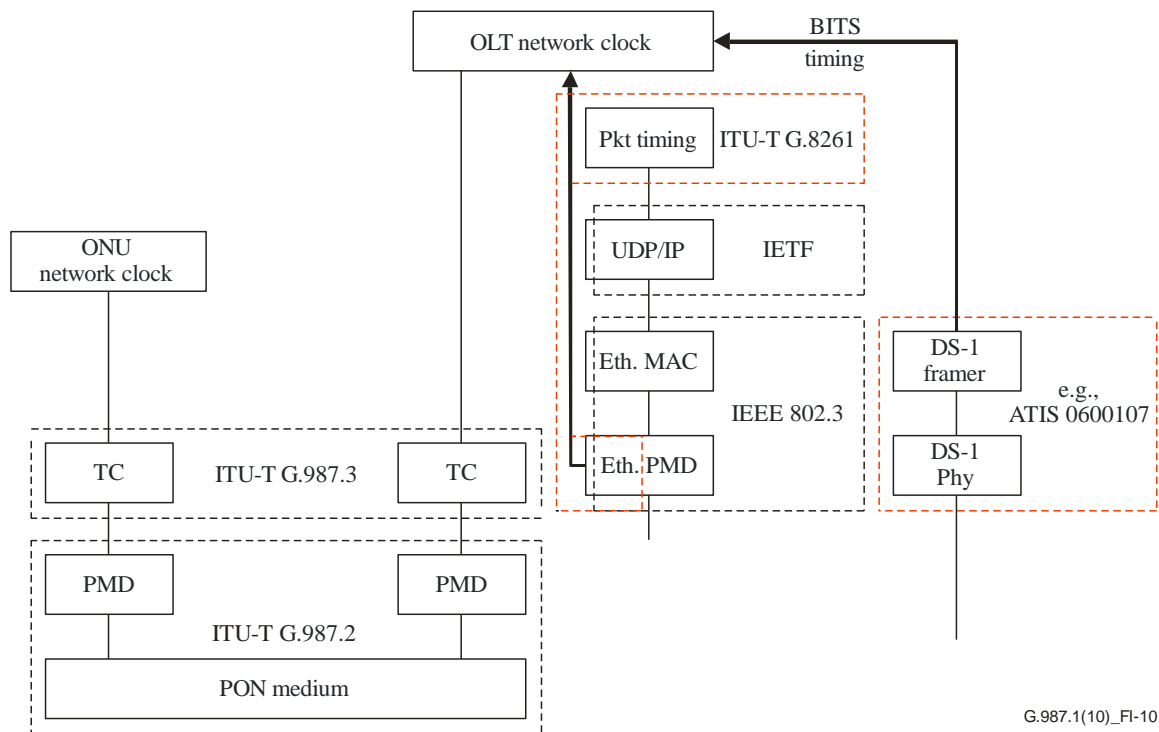 OLT network clock
BITS
timing
Pkt timing
ITU-T G.8261
UDP/IP
IETF
ONU
network clock
Eth. MAC
IEEE 802.3
DS-1
framer
e.g.,
ATIS 0600107
TC
ITU-T G.987.3
TC
Eth. PMD
DS-1
Phy
PMD
PMD
ITU-T G.987.2
PON medium
G.987.1(10)_FI-10